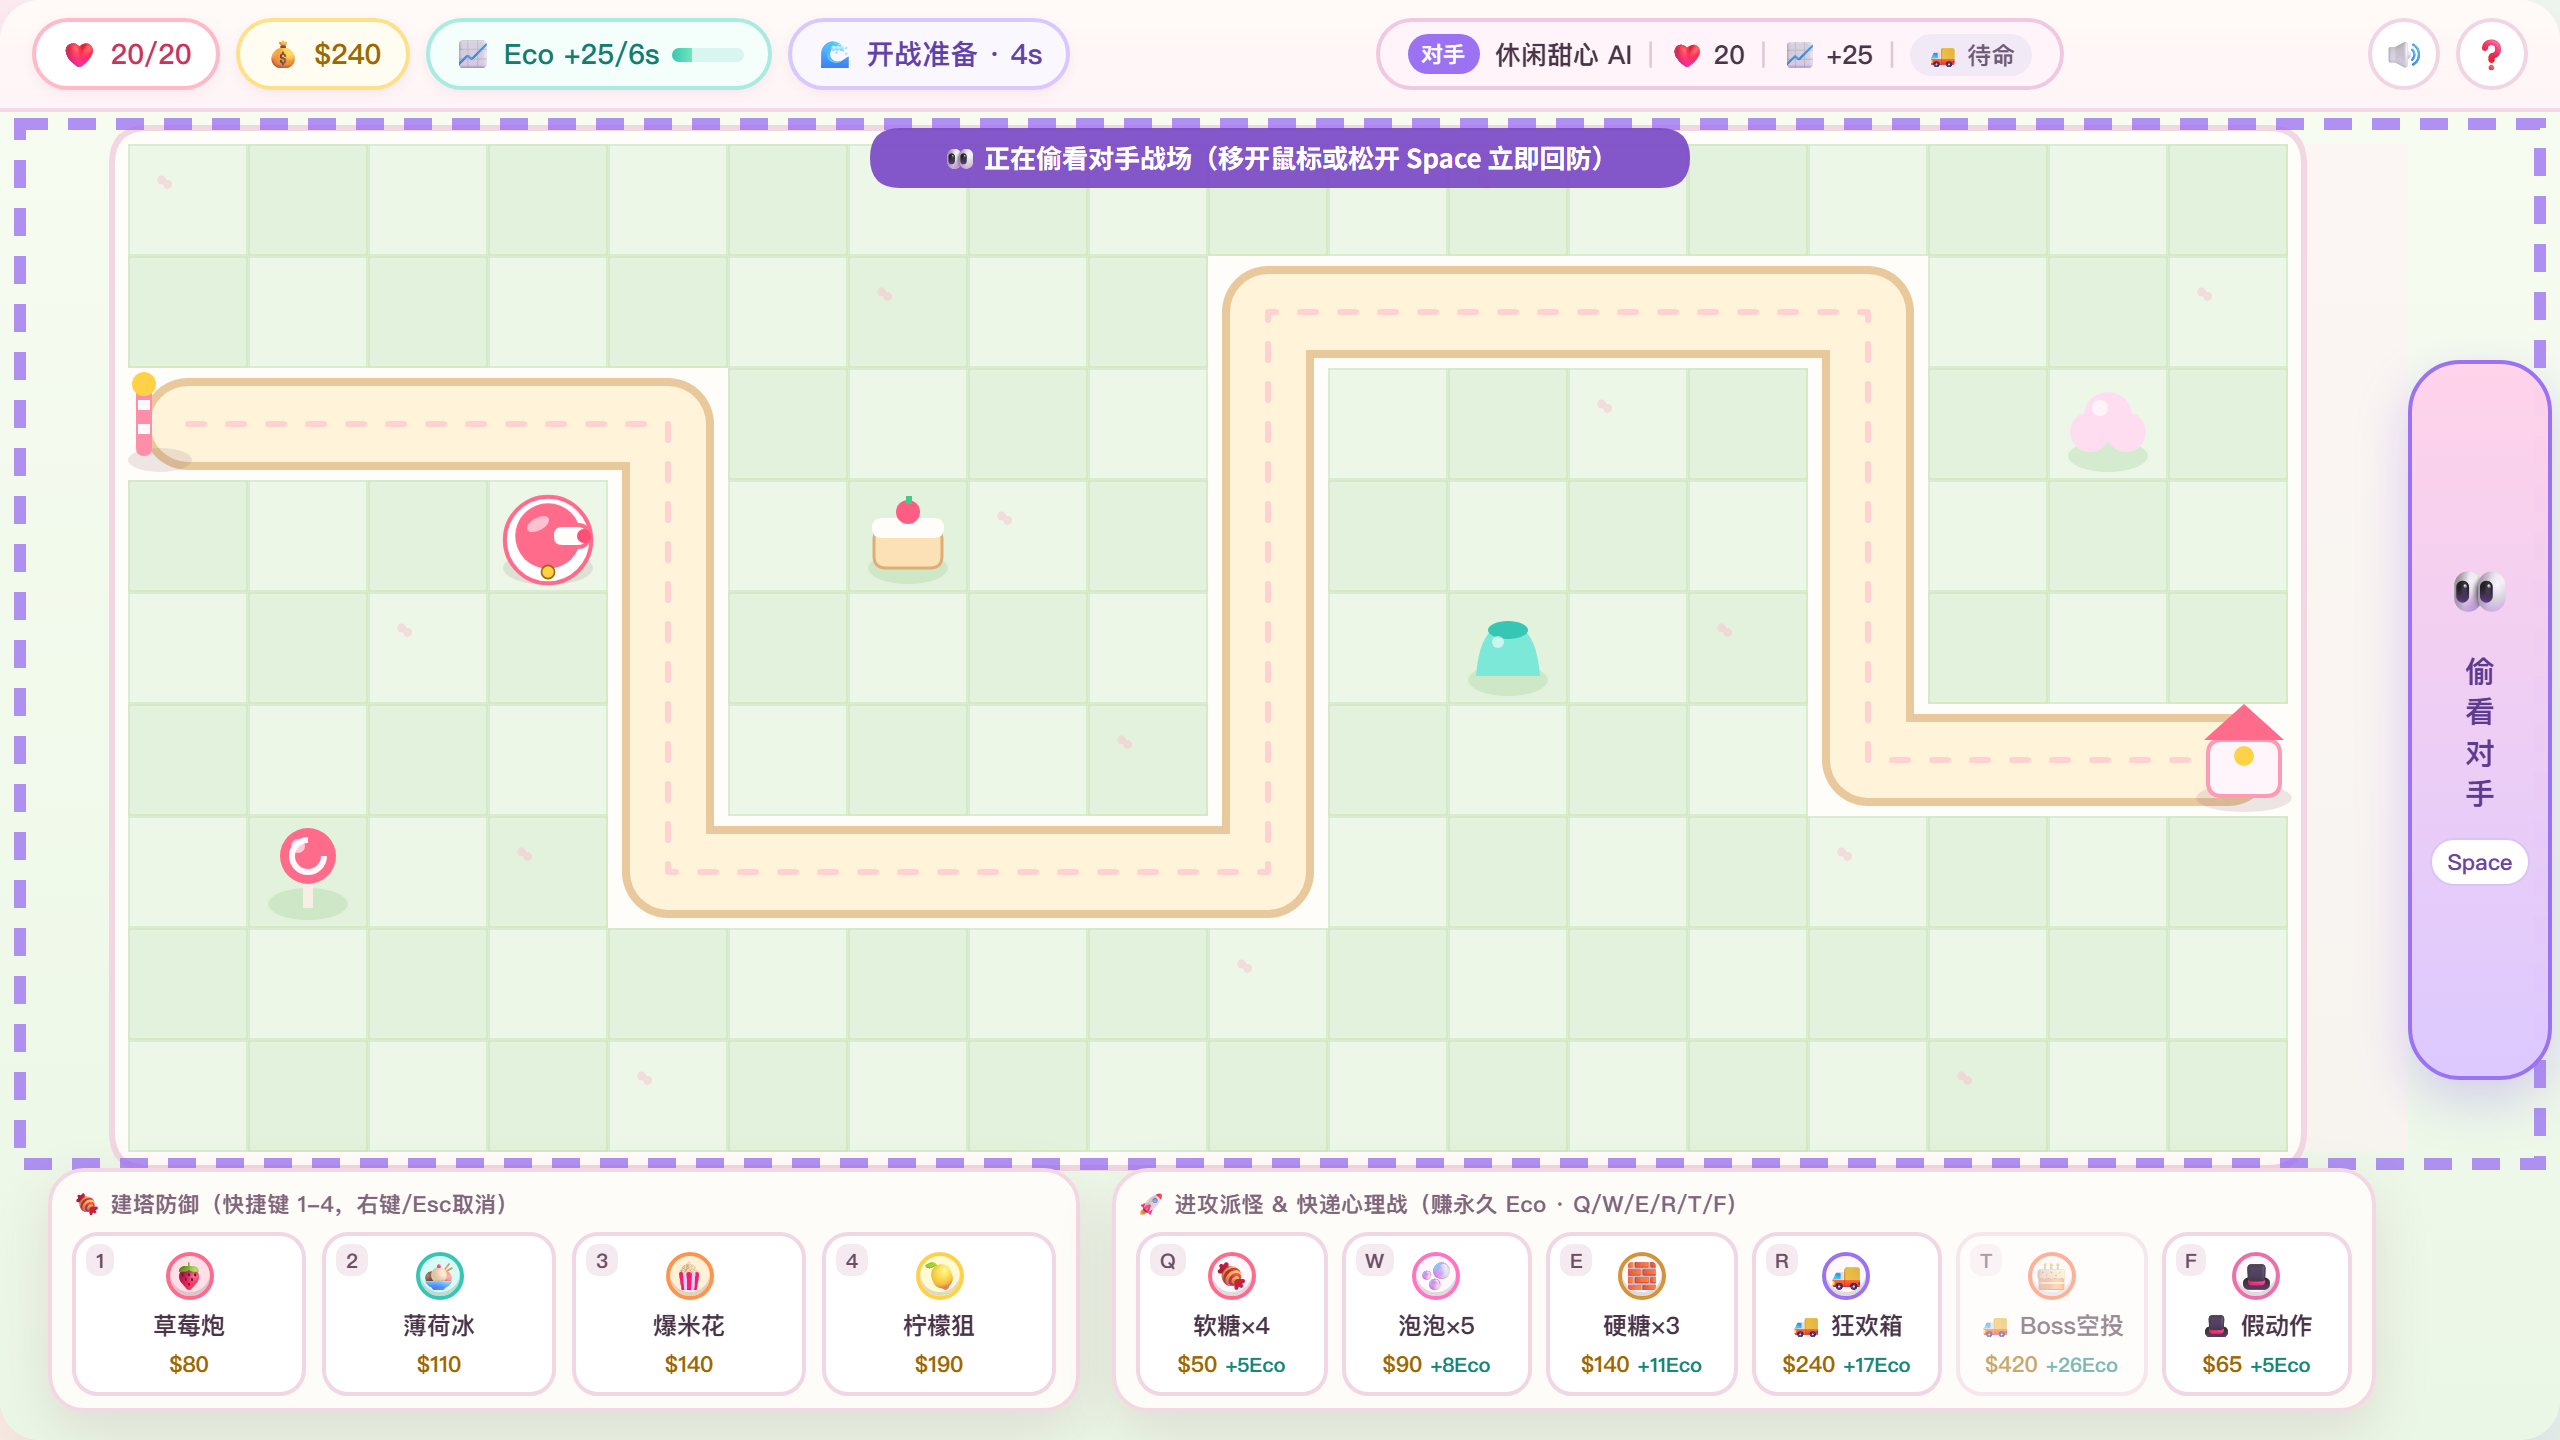 20/20
$240
Eco +25/6s
开战准备 · 4s
对手 休闲甜心 AI | 20 | +25 | 待命
正在偷看对手战场（移开鼠标或松开 Space 立即回防）
偷看对手
Space
建塔防御（快捷键 1–4，右键/Esc取消）
1 草莓炮 $80
2 薄荷冰 $110
3 爆米花 $140
4 柠檬狙 $190
进攻派怪 & 快递心理战（赚永久 Eco · Q/W/E/R/T/F）
Q 软糖×4 $50 +5Eco
W 泡泡×5 $90 +8Eco
E 硬糖×3 $140 +11Eco
R 狂欢箱 $240 +17Eco
T Boss空投 $420 +26Eco
F 假动作 $65 +5Eco